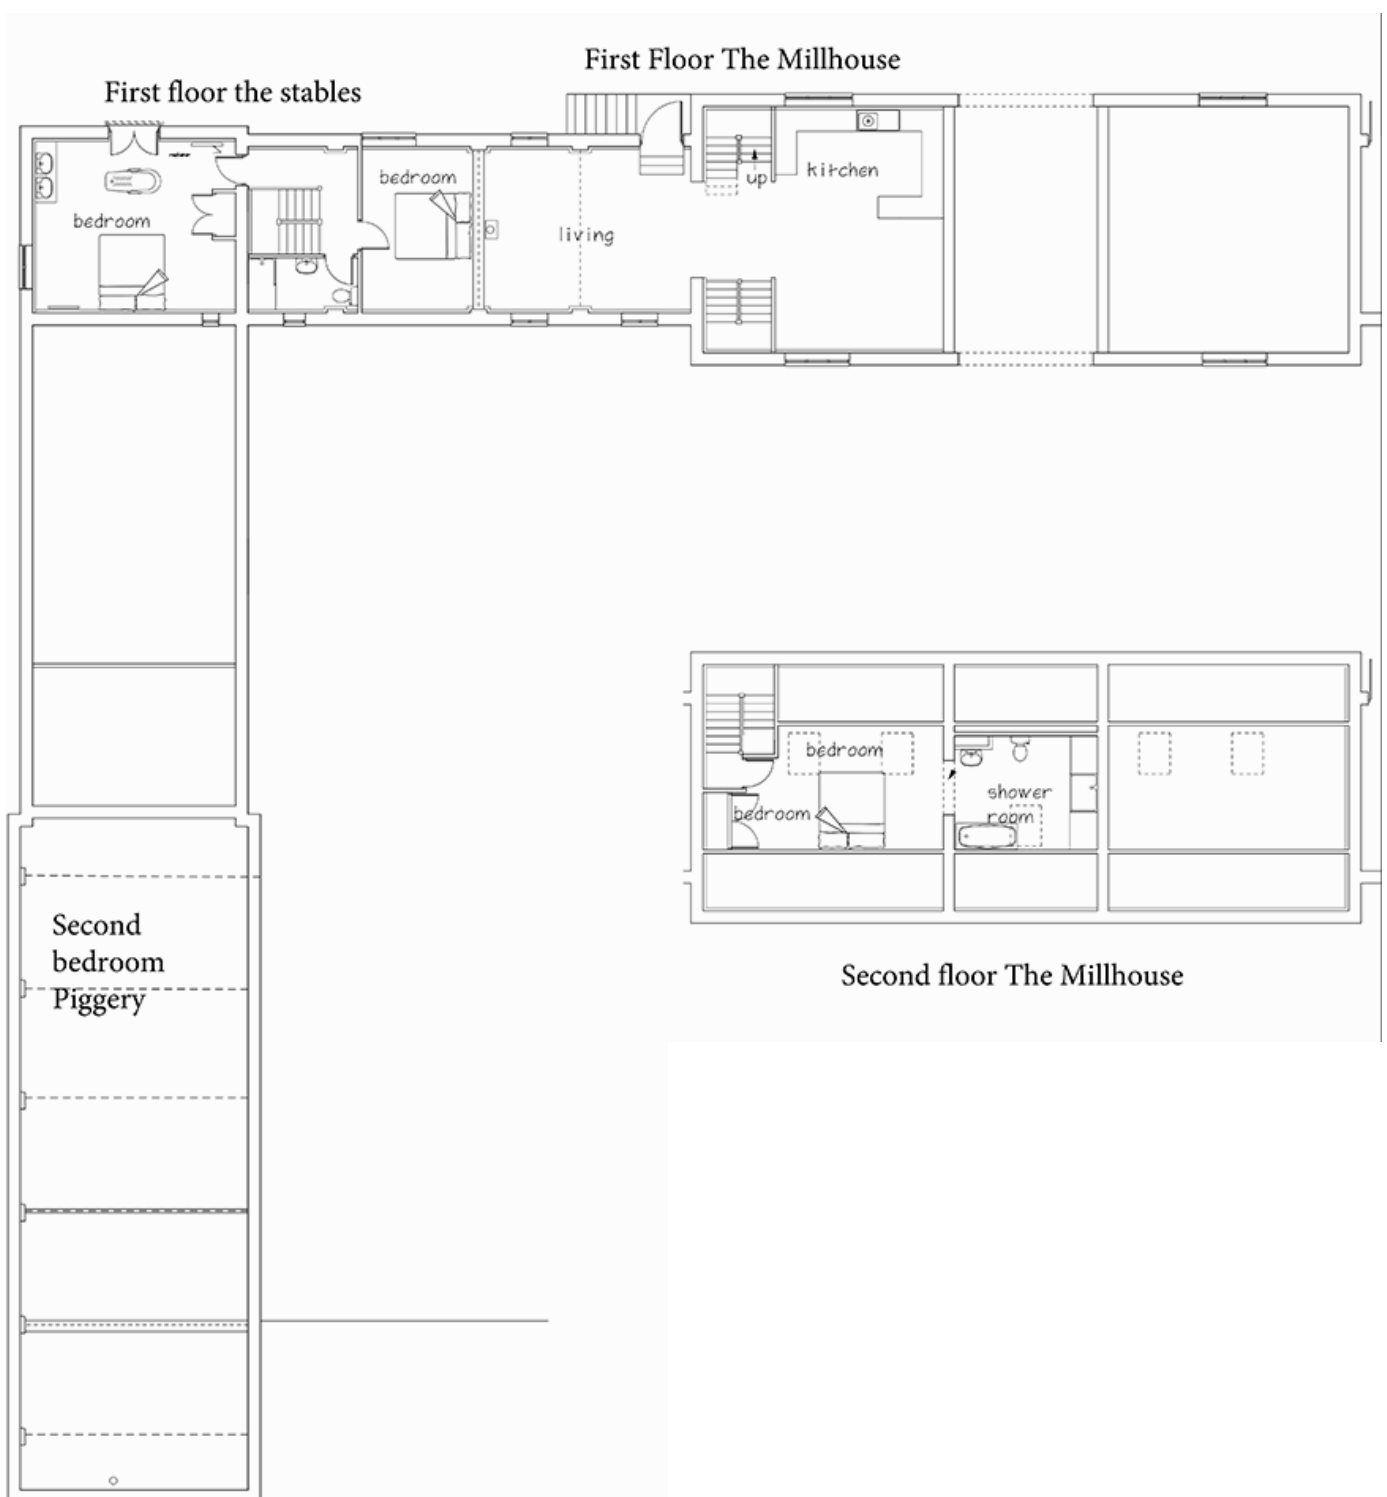 First Floor The Millhouse
First floor the stables
bedroom
bedroom
living
up
kitchen
bedroom
bedroom
shower
room
Second
bedroom
Piggery
Second floor The Millhouse